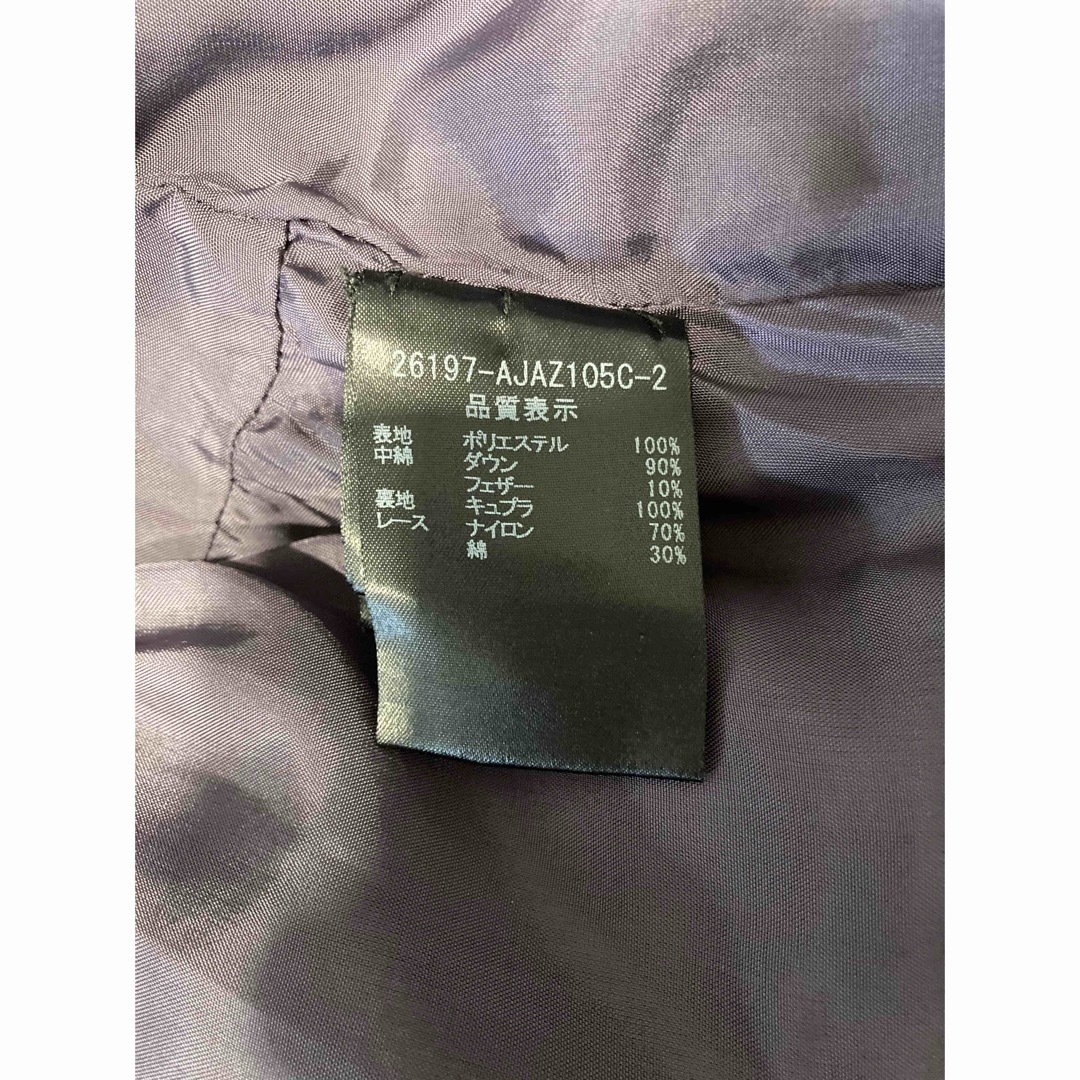 26197-AJAZ105C-2
品質表示
表地 ポリエステル 100%
中綿 ダウン 90%
フェザー 10%
裏地 キュプラ 100%
レース ナイロン 70%
綿 30%